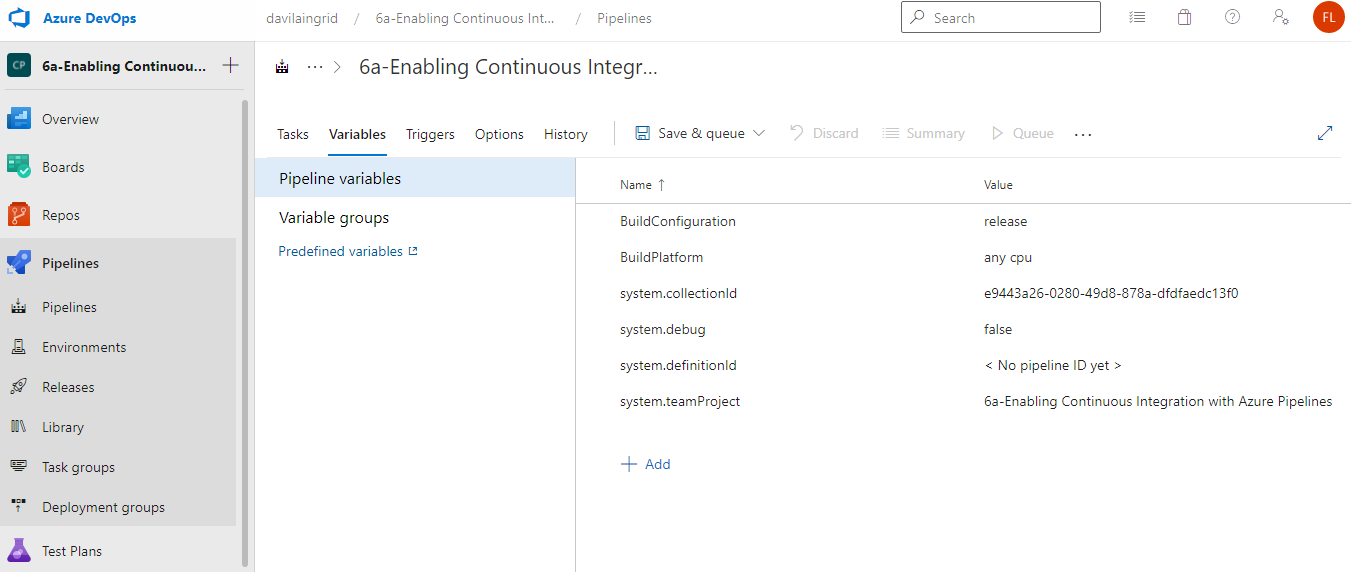 Azure DevOps
davilaingrid / 6a-Enabling Continuous Int... / Pipelines
Search
FL
CP 6a-Enabling Continuou...
Overview
Boards
Repos
Pipelines
Pipelines
Environments
Releases
Library
Task groups
Deployment groups
Test Plans
... > 6a-Enabling Continuous Integr...
Tasks Variables Triggers Options History Save & queue Discard Summary Queue ...
Pipeline variables
Variable groups
Predefined variables
Name ↑ Value
BuildConfiguration release
BuildPlatform any cpu
system.collectionId e9443a26-0280-49d8-878a-dfdfaedc13f0
system.debug false
system.definitionId < No pipeline ID yet >
system.teamProject 6a-Enabling Continuous Integration with Azure Pipelines
+ Add